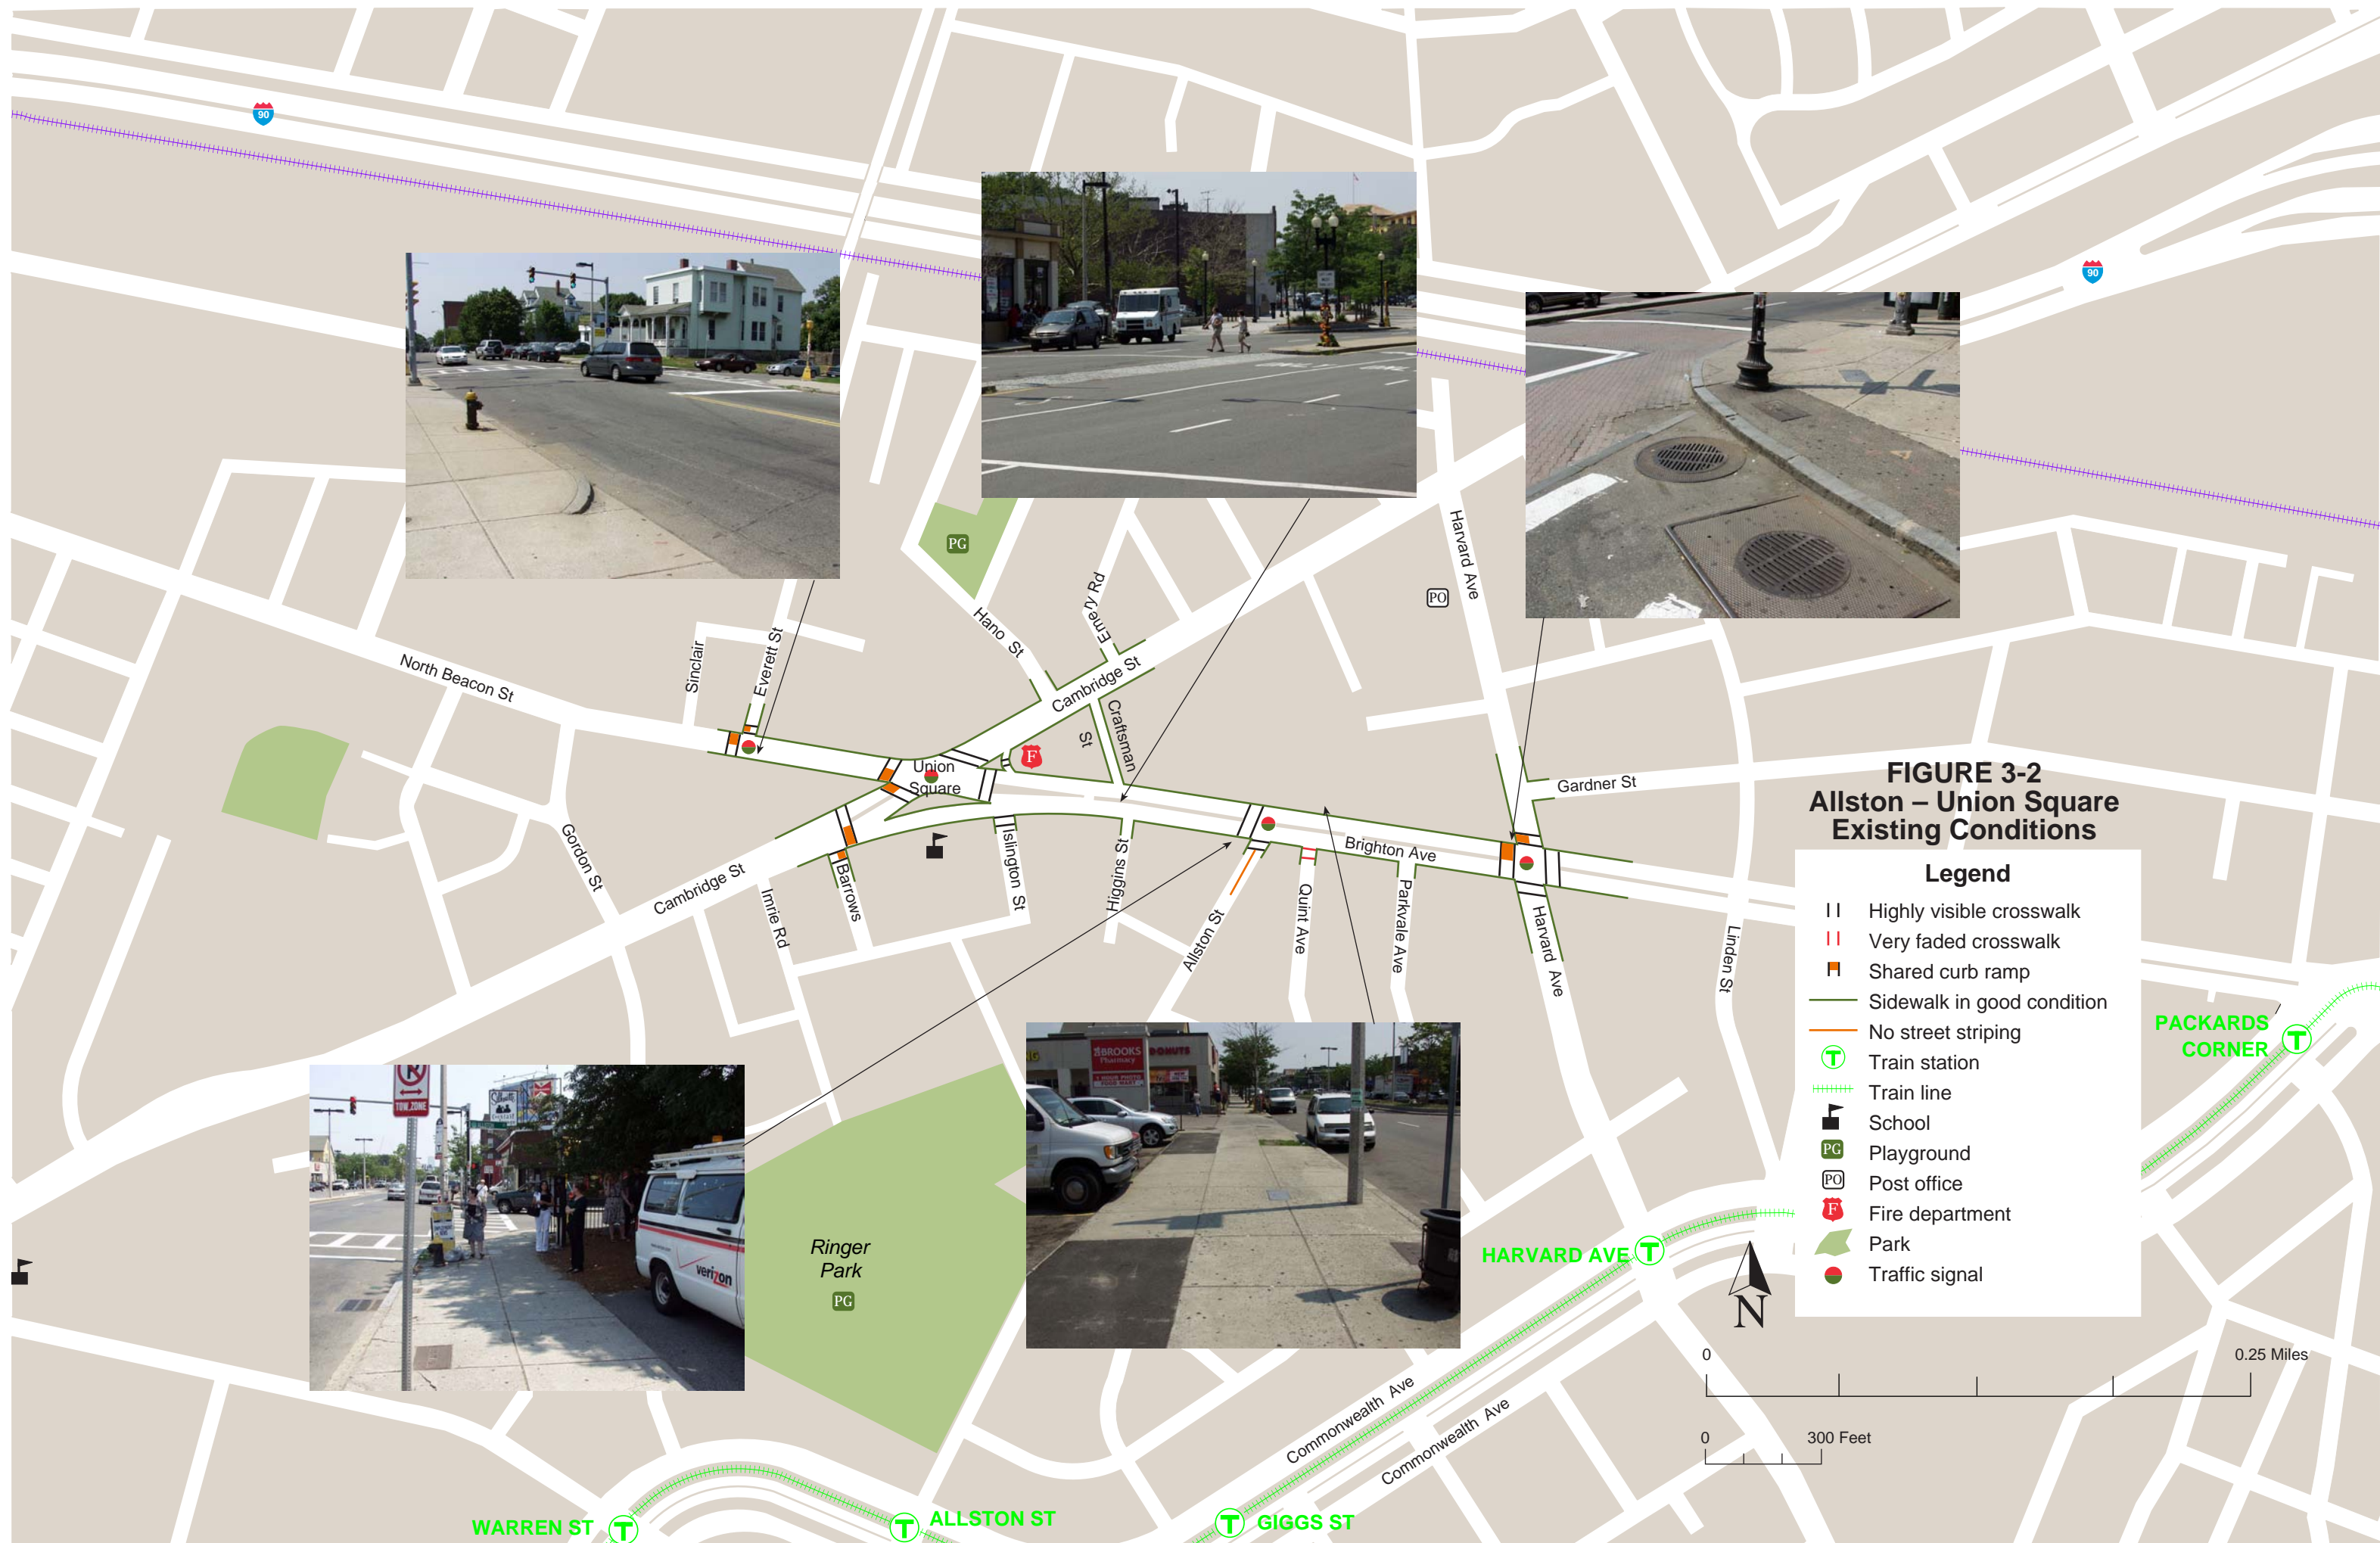 90
90
PG
Hano St
Emery Rd
Harvard Ave
PO
North Beacon St
Sinclair
Everett St
Cambridge St
Craftsman
St
F
Union
Square
Gardner St
Brighton Ave
Gordon St
Cambridge St
Imrie Rd
Barrows
Islington St
Higgins St
Allston St
Quint Ave
Parkvale Ave
Harvard Ave
Linden St
FIGURE 3-2
Allston – Union Square
Existing Conditions
Legend
Highly visible crosswalk
Very faded crosswalk
Shared curb ramp
Sidewalk in good condition
No street striping
T Train station
Train line
School
PG Playground
PO Post office
F Fire department
Park
Traffic signal
PACKARDS
CORNER
T
TOW ZONE
verizon
BROOKS
Pharmacy
DONUTS
Ringer
Park
PG
HARVARD AVE T
N
0 0.25 Miles
0 300 Feet
Commonwealth Ave
Commonwealth Ave
WARREN ST T
T ALLSTON ST
T GIGGS ST